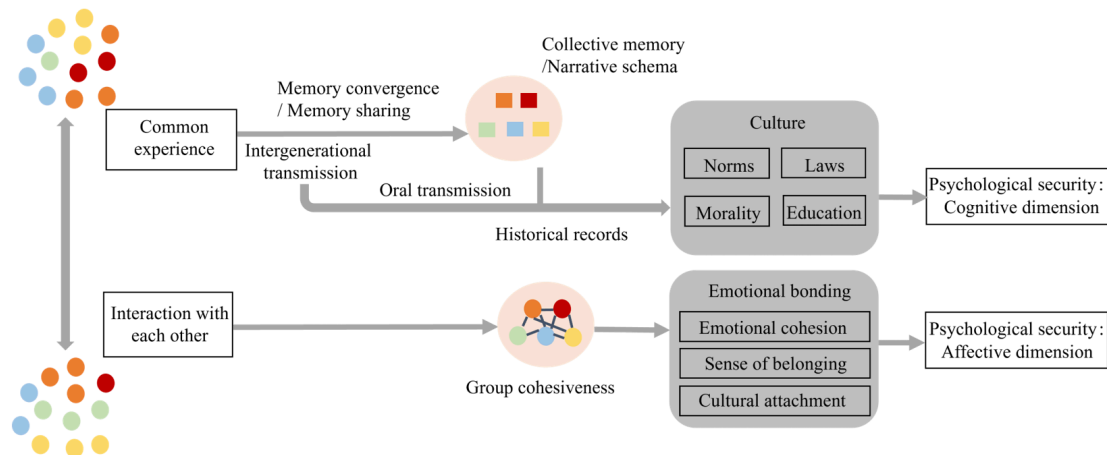 Collective memory
/Narrative schema
Memory convergence
/ Memory sharing
Common
experience
Intergenerational
transmission
Oral transmission
Historical records
Culture
Norms
Laws
Morality
Education
Psychological security:
Cognitive dimension
Interaction with
each other
Group cohesiveness
Emotional bonding
Emotional cohesion
Sense of belonging
Cultural attachment
Psychological security:
Affective dimension